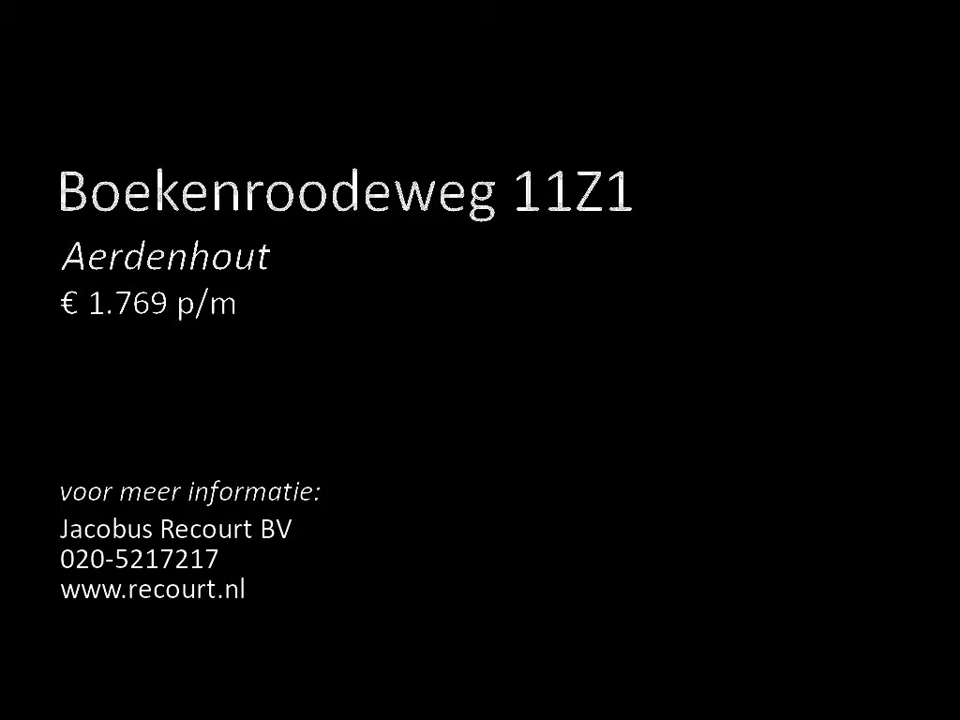 Boekenroodeweg 11Z1
Aerdenhout
€ 1.769 p/m
voor meer informatie:
Jacobus Recourt BV
020-5217217
www.recourt.nl